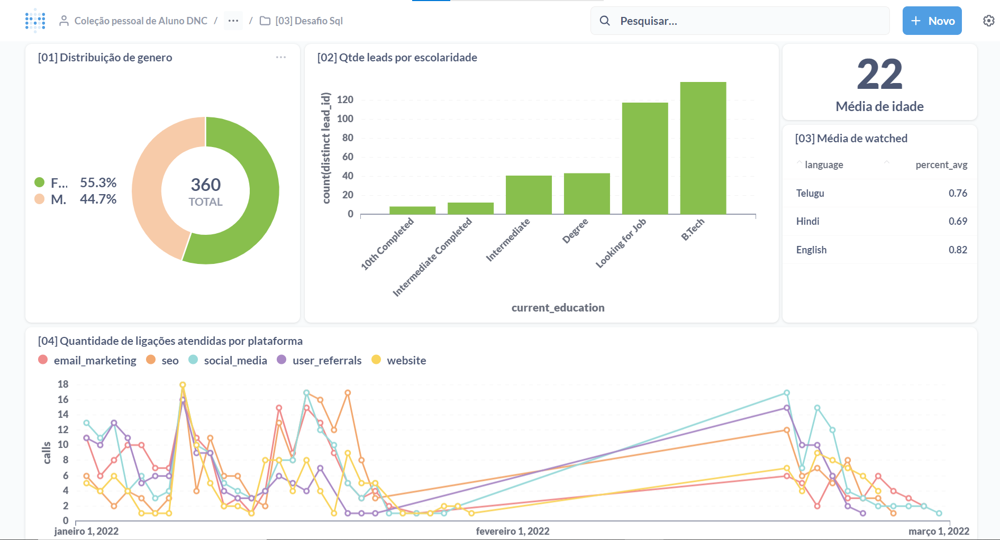 Coleção pessoal de Aluno DNC / ... / [03] Desafio Sql
Pesquisar...
+ Novo
[01] Distribuição de genero
...
F... 55.3%
M. 44.7%
360
TOTAL
[02] Qtde leads por escolaridade
count(distinct lead_id)
120
100
80
60
40
20
0
10th Completed
Intermediate Completed
Intermediate
Degree
Looking for Job
B.Tech
current_education
22
Média de idade
[03] Média de watched
language percent_avg
Telugu 0.76
Hindi 0.69
English 0.82
[04] Quantidade de ligações atendidas por plataforma
email_marketing seo social_media user_referrals website
calls
18
16
14
12
10
8
6
4
2
0
janeiro 1, 2022 fevereiro 1, 2022 março 1, 2022